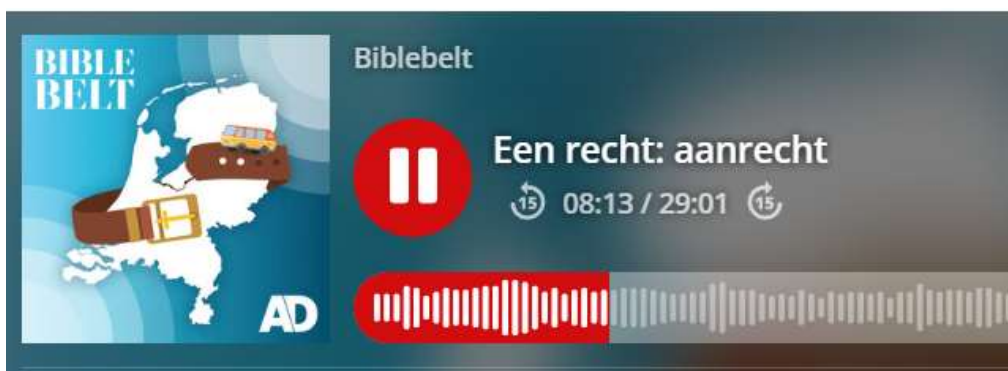 BIBLE
BELT
AD
Biblebelt
Een recht: aanrecht
15 08:13 / 29:01 15